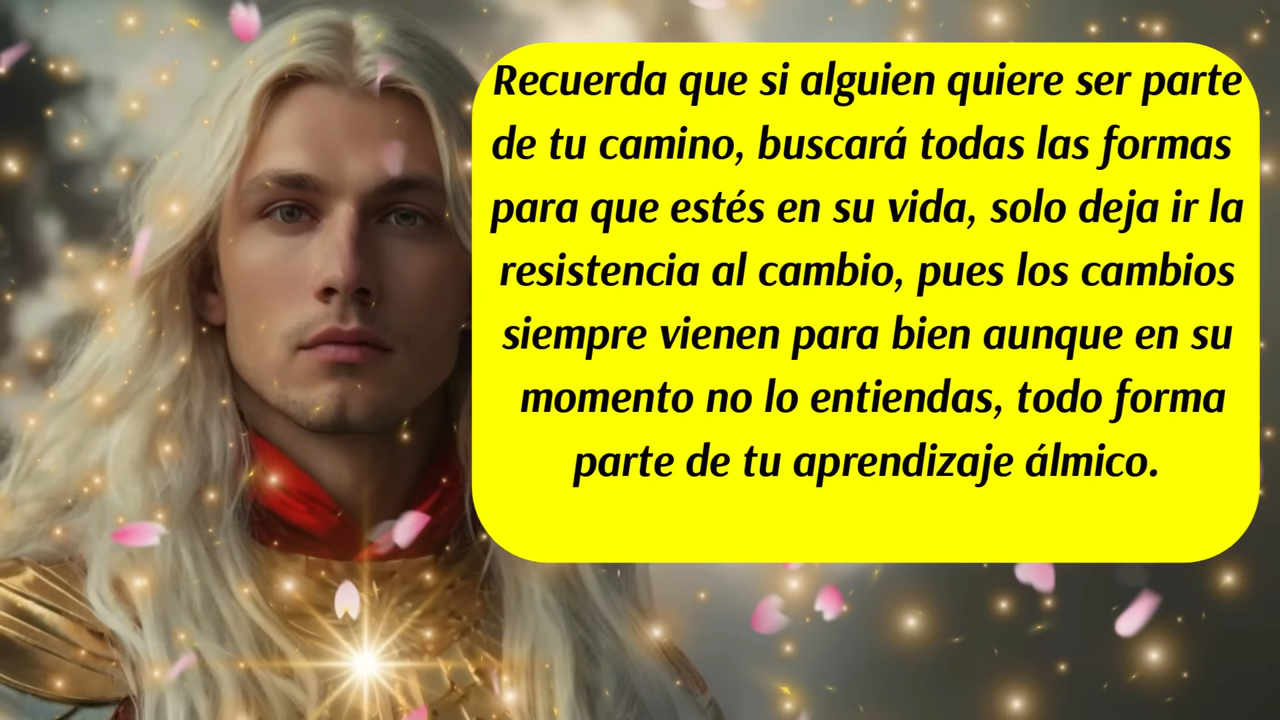 Recuerda que si alguien quiere ser parte
de tu camino, buscará todas las formas
para que estés en su vida, solo deja ir la
resistencia al cambio, pues los cambios
siempre vienen para bien aunque en su
momento no lo entiendas, todo forma
parte de tu aprendizaje álmico.